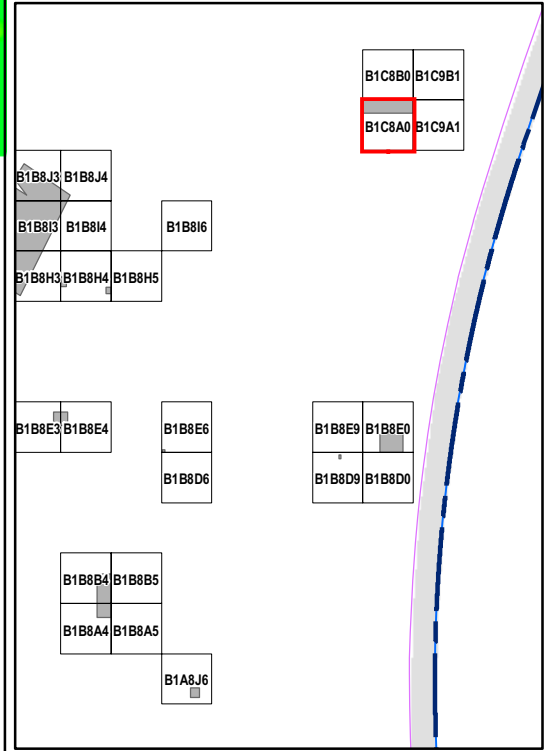 B1C8B0 B1C9B1
B1C8A0 B1C9A1
B1B8J3 B1B8J4
B1B8I3 B1B8I4 B1B8I6
B1B8H3 B1B8H4 B1B8H5
B1B8E3 B1B8E4 B1B8E6 B1B8E9 B1B8E0
B1B8D6 B1B8D9 B1B8D0
B1B8B4 B1B8B5
B1B8A4 B1B8A5
B1A8J6